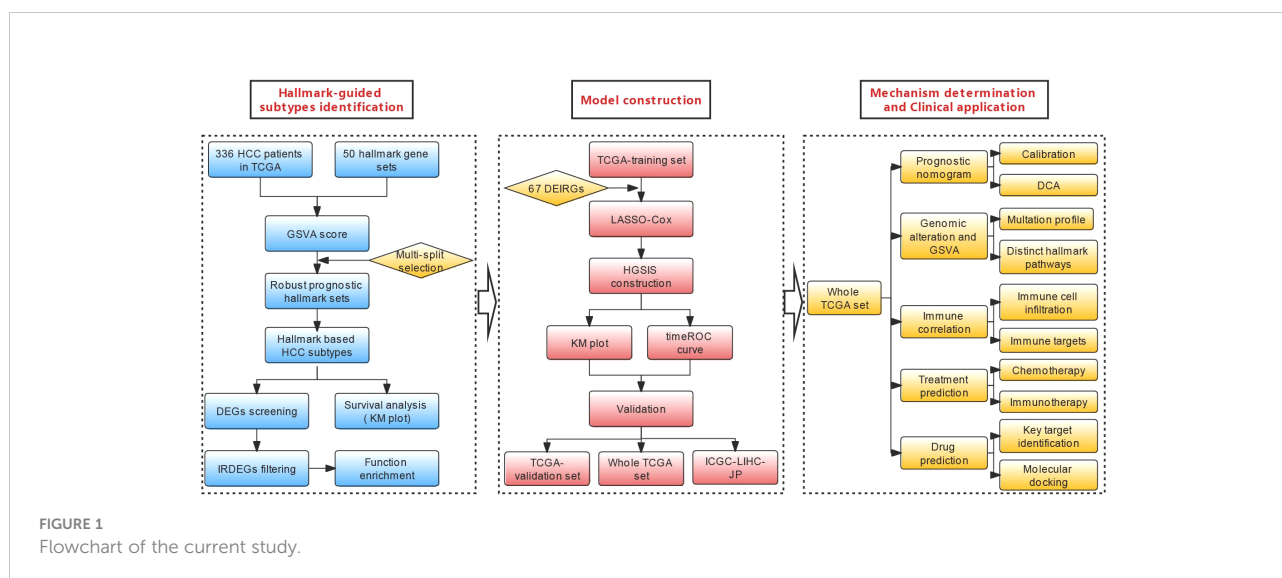 Hallmark-guided
subtypes identification
336 HCC patients
in TCGA
50 hallmark gene
sets
GSVA score
Multi-split
selection
Robust prognostic
hallmark sets
Hallmark based
HCC subtypes
DEGs screening
Survival analysis
( KM plot)
IRDEGs filtering
Function
enrichment
Model construction
TCGA-training set
67 DEIRGs
LASSO-Cox
HGSIS
construction
KM plot
timeROC
curve
Validation
TCGA-
validation set
Whole TCGA
set
ICGC-LIHC-
JP
Mechanism determination
and Clinical application
Whole
TCGA set
Prognostic
nomogram
Calibration
DCA
Genomic
alteration and
GSVA
Multation profile
Distinct hallmark
pathways
Immune
correlation
Immune cell
infiltration
Immune targets
Treatment
prediction
Chemotherapy
Immunotherapy
Drug
prediction
Key target
identification
Molecular
docking
FIGURE 1
Flowchart of the current study.